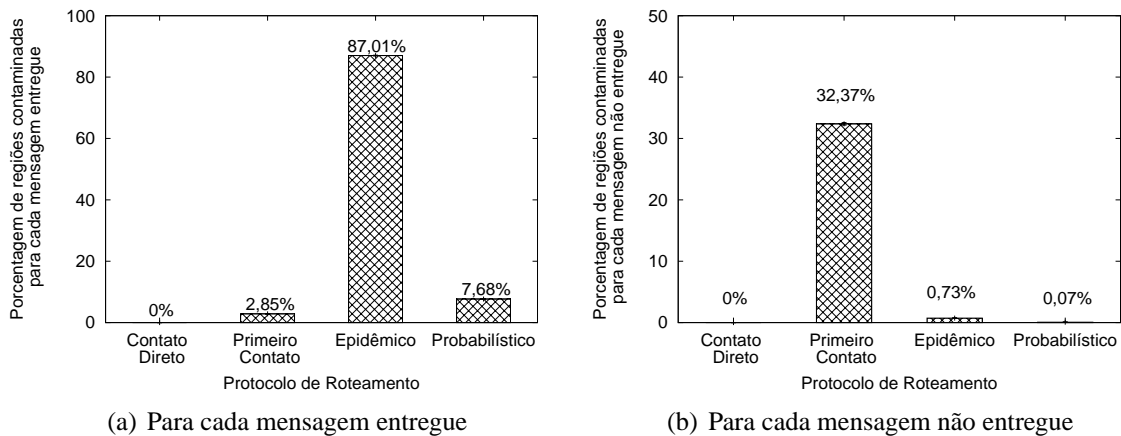 Porcentagem de regiões contaminadas
para cada mensagem entregue
100
80
60
40
20
0
0%
2,85%
87,01%
7,68%
Contato
Direto
Primeiro
Contato
Epidêmico
Probabilístico
Protocolo de Roteamento
(a) Para cada mensagem entregue
Porcentagem de regiões contaminadas
para cada mensagem não entregue
50
40
30
20
10
0
0%
32,37%
0,73%
0,07%
Contato
Direto
Primeiro
Contato
Epidêmico
Probabilístico
Protocolo de Roteamento
(b) Para cada mensagem não entregue